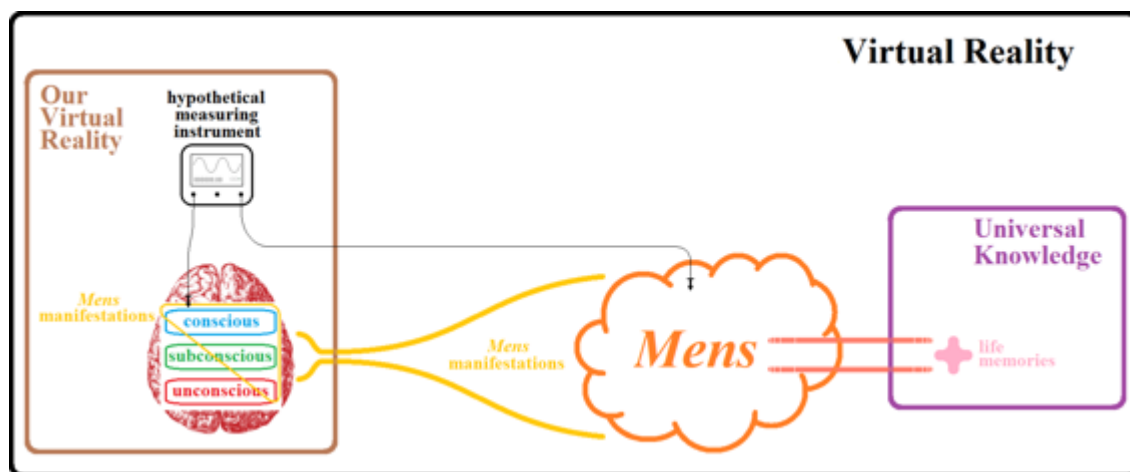 Virtual Reality
Our
Virtual
Reality
hypothetical
measuring
instrument
Mens
manifestations
conscious
subconscious
unconscious
Mens
manifestations
Mens
Universal
Knowledge
life
memories